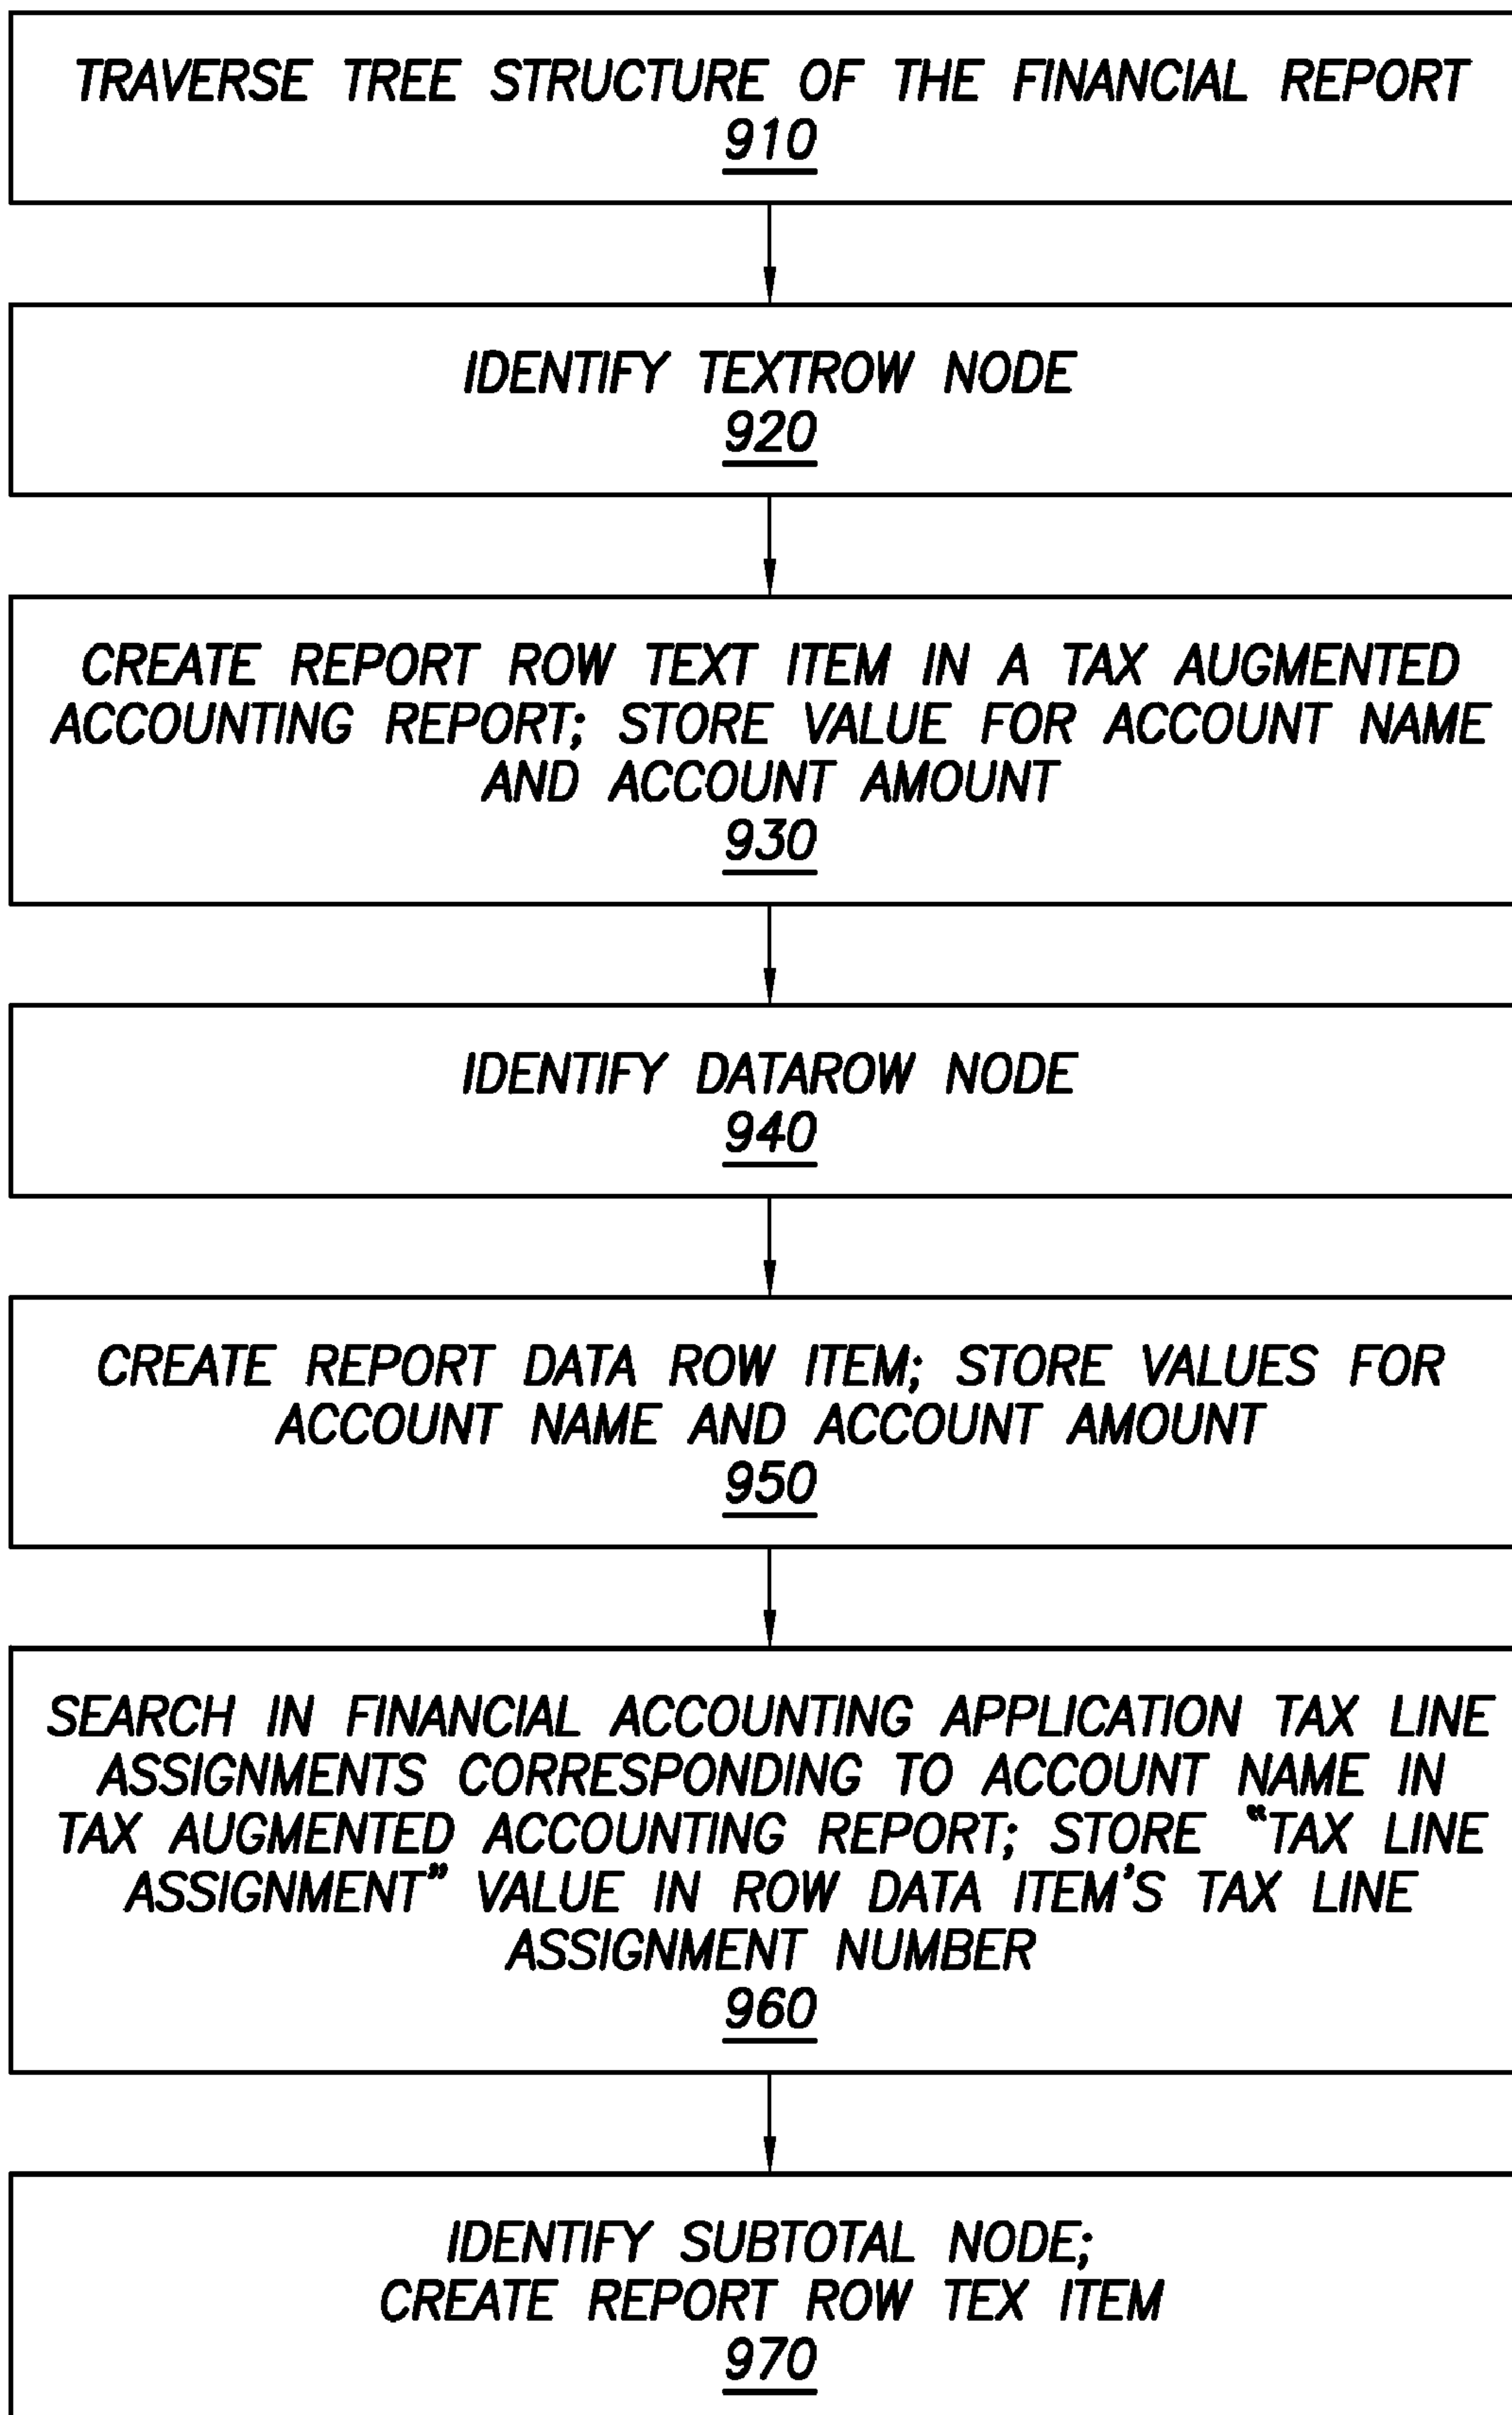 TRAVERSE TREE STRUCTURE OF THE FINANCIAL REPORT
910
IDENTIFY TEXTROW NODE
920
CREATE REPORT ROW TEXT ITEM IN A TAX AUGMENTED
ACCOUNTING REPORT; STORE VALUE FOR ACCOUNT NAME
AND ACCOUNT AMOUNT
930
IDENTIFY DATAROW NODE
940
CREATE REPORT DATA ROW ITEM; STORE VALUES FOR
ACCOUNT NAME AND ACCOUNT AMOUNT
950
SEARCH IN FINANCIAL ACCOUNTING APPLICATION TAX LINE
ASSIGNMENTS CORRESPONDING TO ACCOUNT NAME IN
TAX AUGMENTED ACCOUNTING REPORT; STORE “TAX LINE
ASSIGNMENT” VALUE IN ROW DATA ITEM'S TAX LINE
ASSIGNMENT NUMBER
960
IDENTIFY SUBTOTAL NODE;
CREATE REPORT ROW TEX ITEM
970